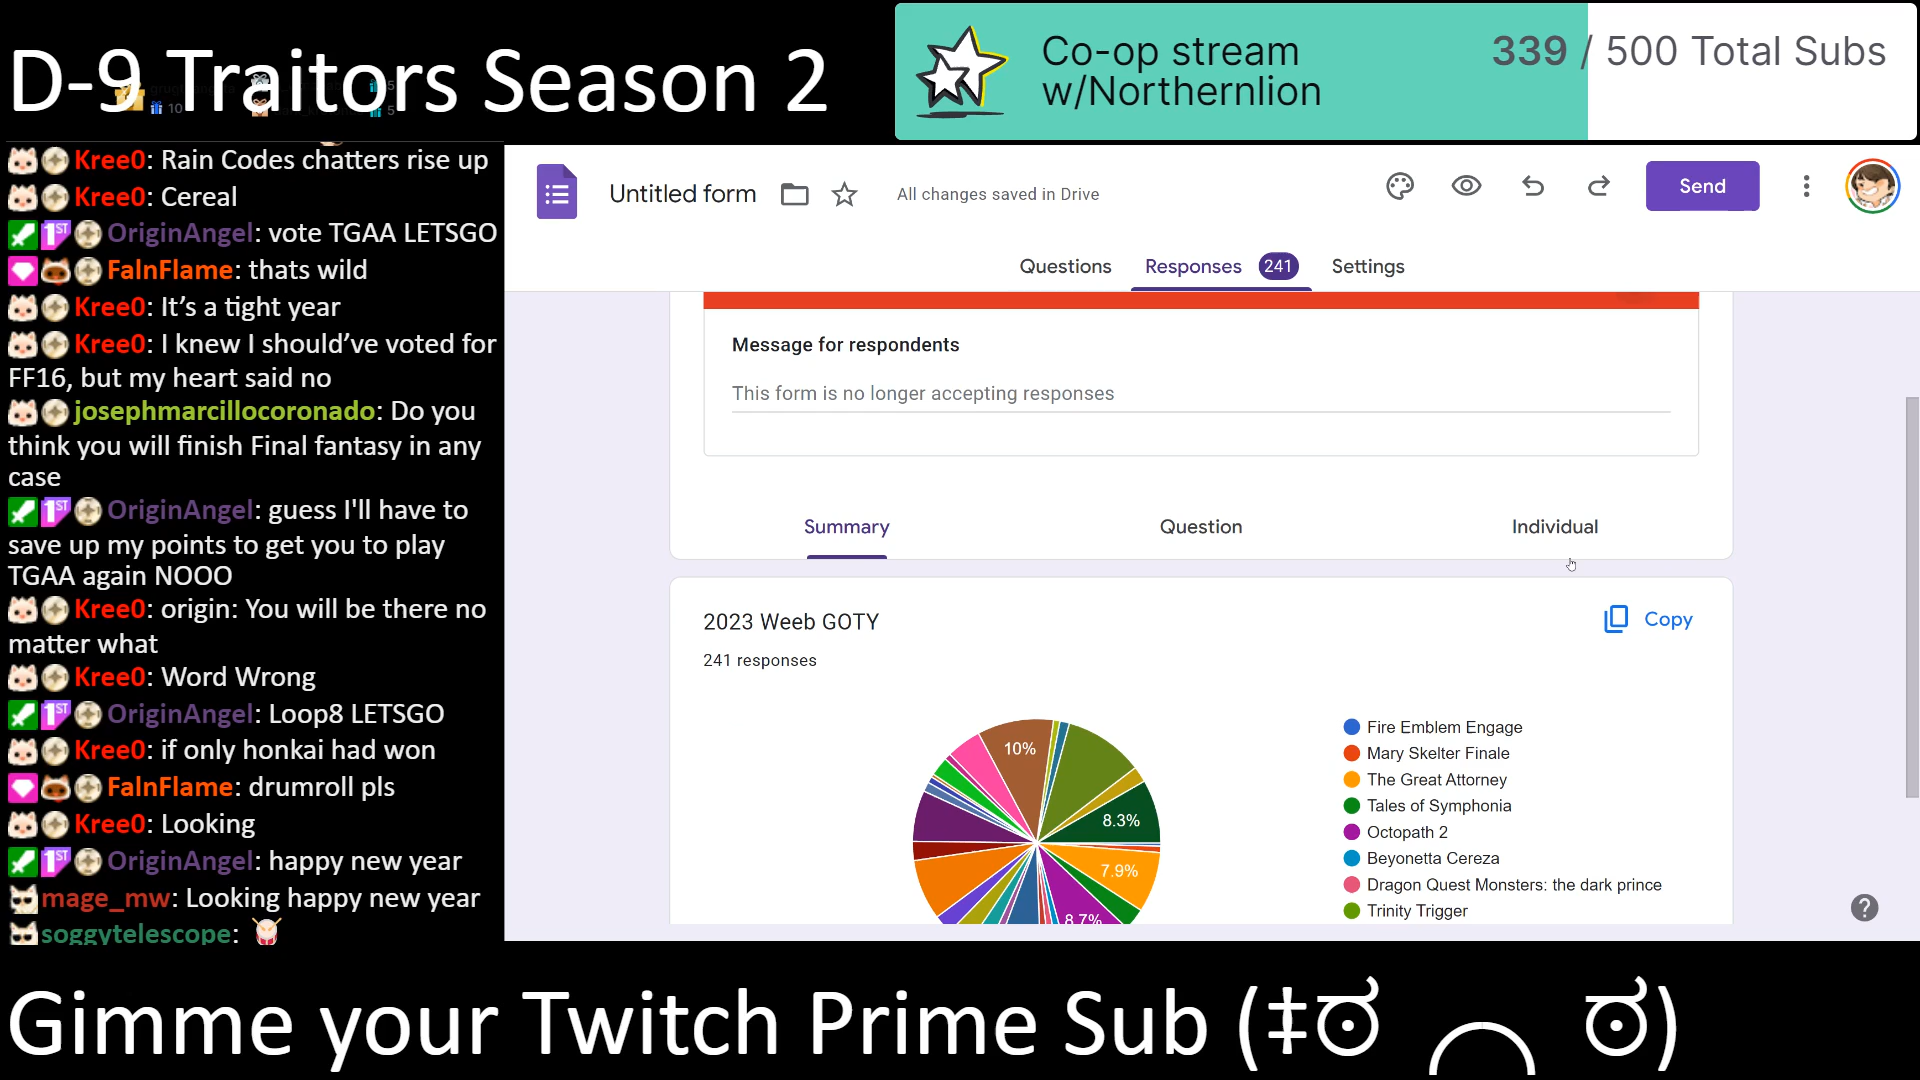 D-9 Traitors Season 2
10
5
5
Co-op stream
w/Northernlion
339 / 500 Total Subs
Kree0: Rain Codes chatters rise up
Kree0: Cereal
OriginAngel: vote TGAA LETSGO
FalnFlame: thats wild
Kree0: It's a tight year
Kree0: I knew I should've voted for
FF16, but my heart said no
josephmarcillocoronado: Do you
think you will finish Final fantasy in any
case
OriginAngel: guess I'll have to
save up my points to get you to play
TGAA again NOOO
Kree0: origin: You will be there no
matter what
Kree0: Word Wrong
OriginAngel: Loop8 LETSGO
Kree0: if only honkai had won
FalnFlame: drumroll pls
Kree0: Looking
OriginAngel: happy new year
mage_mw: Looking happy new year
soggytelescope:
Untitled form
All changes saved in Drive
Send
Questions
Responses 241
Settings
Message for respondents
This form is no longer accepting responses
Summary
Question
Individual
2023 Weeb GOTY
Copy
241 responses
10%
8.3%
7.9%
8.7%
Fire Emblem Engage
Mary Skelter Finale
The Great Attorney
Tales of Symphonia
Octopath 2
Beyonetta Cereza
Dragon Quest Monsters: the dark prince
Trinity Trigger
Gimme your Twitch Prime Sub (‡ಠ ⁔ ಠ)